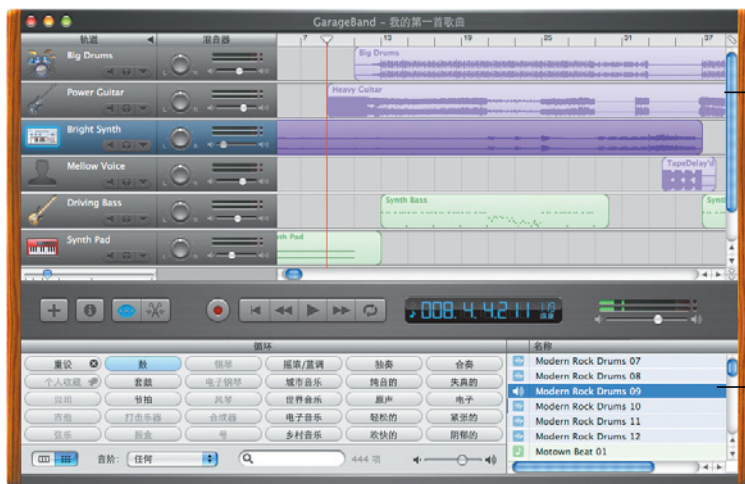 GarageBand - 我的第一首歌曲
轨道 混音器 7 13 19 25 31 37
Big Drums
Big Drums
Power Guitar
Heavy Guitar
Bright Synth
Mellow Voice
TapeDelay'd
Driving Bass
Synth Bass
Synt
Synth Pad
th Pad
008. 4. 4.211
循环 名称
重设 鼓 钢琴 摇滚/蓝调 独奏 合奏
个人收藏 套鼓 电子钢琴 城市音乐 纯音的 失真的
贝司 节拍 风琴 世界音乐 原声 电子
吉他 打击乐器 合成器 电子音乐 轻松的 紧张的
弦乐 号 乡村音乐 欢快的 阴郁的
Modern Rock Drums 07
Modern Rock Drums 08
Modern Rock Drums 09
Modern Rock Drums 10
Modern Rock Drums 11
Modern Rock Drums 12
Motown Beat 01
音阶: 任何 444 项